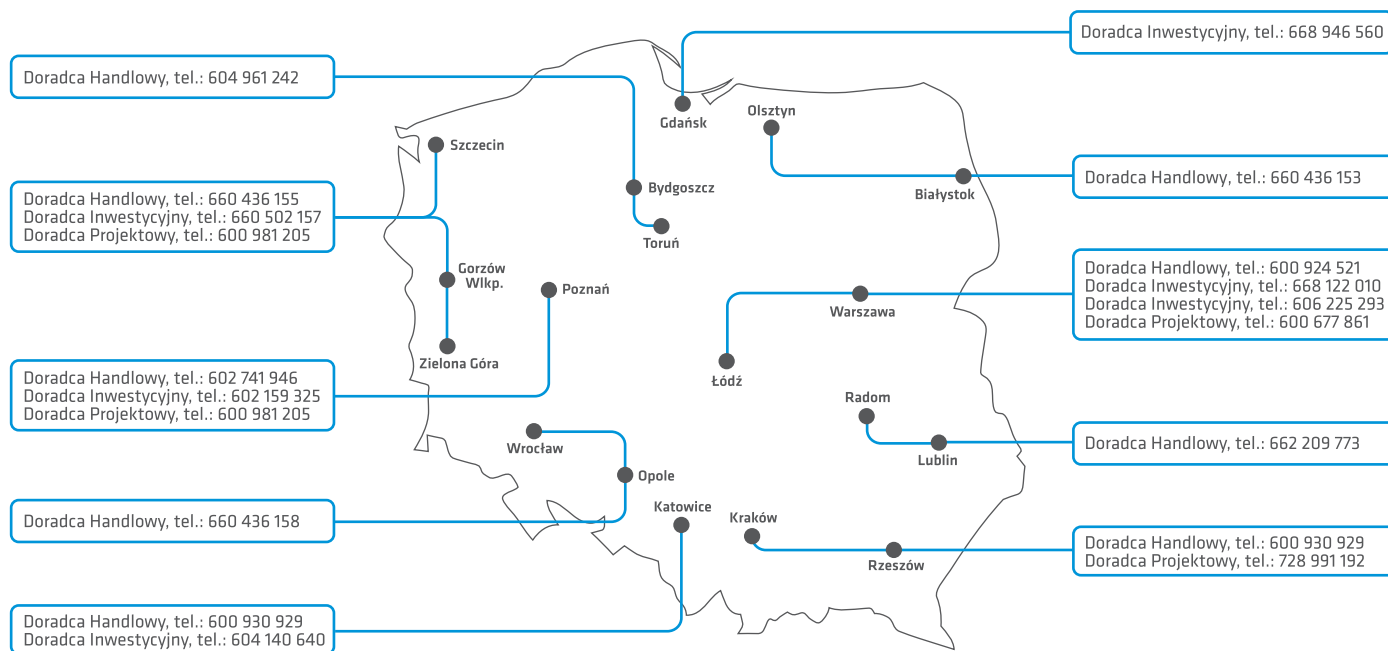 Doradca Inwestycyjny, tel.: 668 946 560
Doradca Handlowy, tel.: 604 961 242
Gdańsk
Olsztyn
Szczecin
Doradca Handlowy, tel.: 660 436 153
Białystok
Bydgoszcz
Toruń
Doradca Handlowy, tel.: 660 436 155
Doradca Inwestycyjny, tel.: 660 502 157
Doradca Projektowy, tel.: 600 981 205
Gorzów
Wlkp.
Poznań
Zielona Góra
Doradca Handlowy, tel.: 600 924 521
Doradca Inwestycyjny, tel.: 668 122 010
Doradca Inwestycyjny, tel.: 606 225 293
Doradca Projektowy, tel.: 600 677 861
Warszawa
Łódź
Doradca Handlowy, tel.: 602 741 946
Doradca Inwestycyjny, tel.: 602 159 325
Doradca Projektowy, tel.: 600 981 205
Radom
Lublin
Doradca Handlowy, tel.: 662 209 773
Wrocław
Opole
Doradca Handlowy, tel.: 660 436 158
Katowice
Kraków
Rzeszów
Doradca Handlowy, tel.: 600 930 929
Doradca Projektowy, tel.: 728 991 192
Doradca Handlowy, tel.: 600 930 929
Doradca Inwestycyjny, tel.: 604 140 640